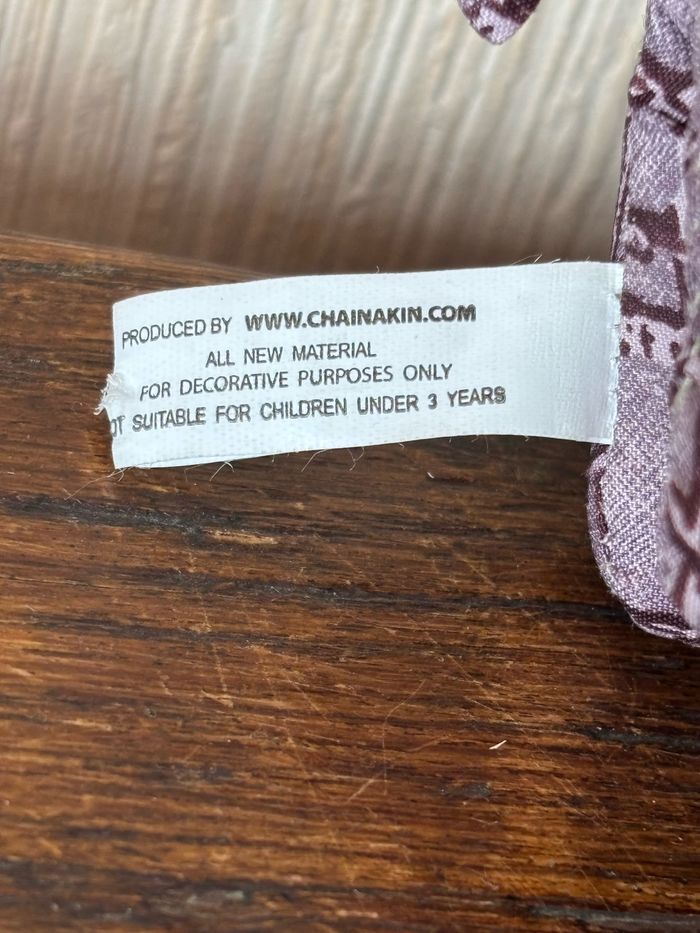 PRODUCED BY WWW.CHAINAKIN.COM
ALL NEW MATERIAL
FOR DECORATIVE PURPOSES ONLY
OT SUITABLE FOR CHILDREN UNDER 3 YEARS